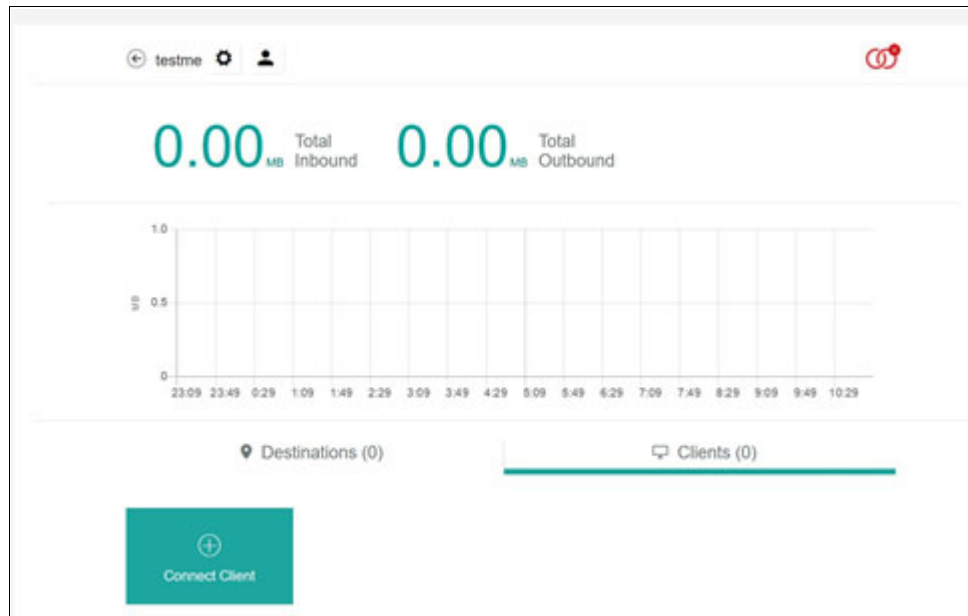 testme
0.00 MB Total Inbound
0.00 MB Total Outbound
1.0
MB
0.5
0
23:09 23:49 0:29 1:09 1:49 2:29 3:09 3:49 4:29 5:09 5:49 6:29 7:09 7:49 8:29 9:09 9:49 10:29
Destinations (0)
Clients (0)
Connect Client